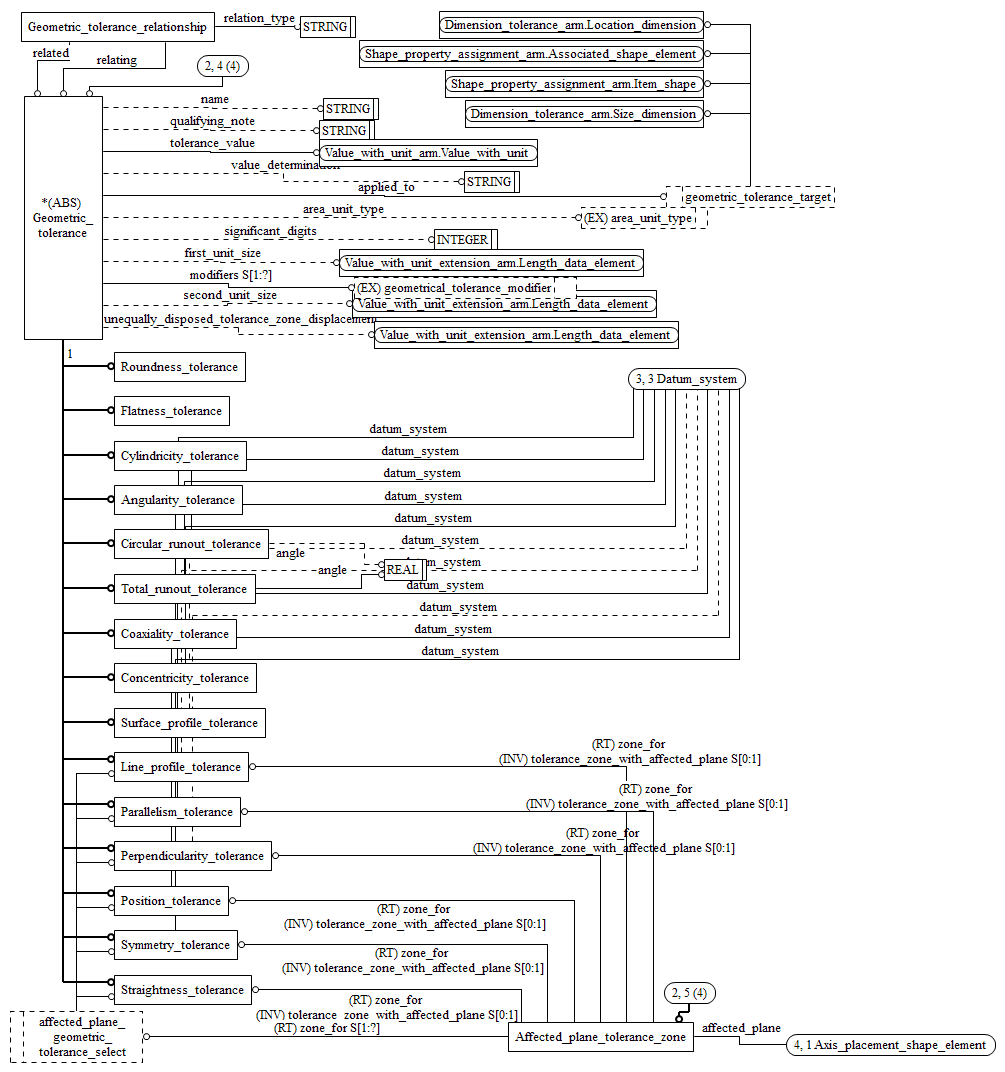 Geometric_tolerance_relationship
relation_type
STRING
related
relating
2, 4 (4)
Dimension_tolerance_arm.Location_dimension
Shape_property_assignment_arm.Associated_shape_element
Shape_property_assignment_arm.Item_shape
Dimension_tolerance_arm.Size_dimension
*(ABS)
Geometric_
tolerance
name
STRING
qualifying_note
STRING
tolerance_value
Value_with_unit_arm.Value_with_unit
value_determination
STRING
applied_to
geometric_tolerance_target
area_unit_type
(EX) area_unit_type
significant_digits
INTEGER
first_unit_size
Value_with_unit_extension_arm.Length_data_element
modifiers S[1:?]
(EX) geometrical_tolerance_modifier
second_unit_size
Value_with_unit_extension_arm.Length_data_element
unequally_disposed_tolerance_zone_displacement
Value_with_unit_extension_arm.Length_data_element
1
Roundness_tolerance
3, 3 Datum_system
Flatness_tolerance
datum_system
Cylindricity_tolerance
datum_system
datum_system
Angularity_tolerance
datum_system
datum_system
Circular_runout_tolerance
datum_system
angle
datum_system
angle
REAL
Total_runout_tolerance
datum_system
datum_system
Coaxiality_tolerance
datum_system
datum_system
Concentricity_tolerance
Surface_profile_tolerance
(RT) zone_for
(INV) tolerance_zone_with_affected_plane S[0:1]
Line_profile_tolerance
(RT) zone_for
(INV) tolerance_zone_with_affected_plane S[0:1]
Parallelism_tolerance
(RT) zone_for
(INV) tolerance_zone_with_affected_plane S[0:1]
Perpendicularity_tolerance
Position_tolerance
(RT) zone_for
(INV) tolerance_zone_with_affected_plane S[0:1]
Symmetry_tolerance
(RT) zone_for
(INV) tolerance_zone_with_affected_plane S[0:1]
Straightness_tolerance
(RT) zone_for
(INV) tolerance_zone_with_affected_plane S[0:1]
2, 5 (4)
affected_plane_
geometric_
tolerance_select
(RT) zone_for S[1:?]
Affected_plane_tolerance_zone
affected_plane
4, 1 Axis_placement_shape_element